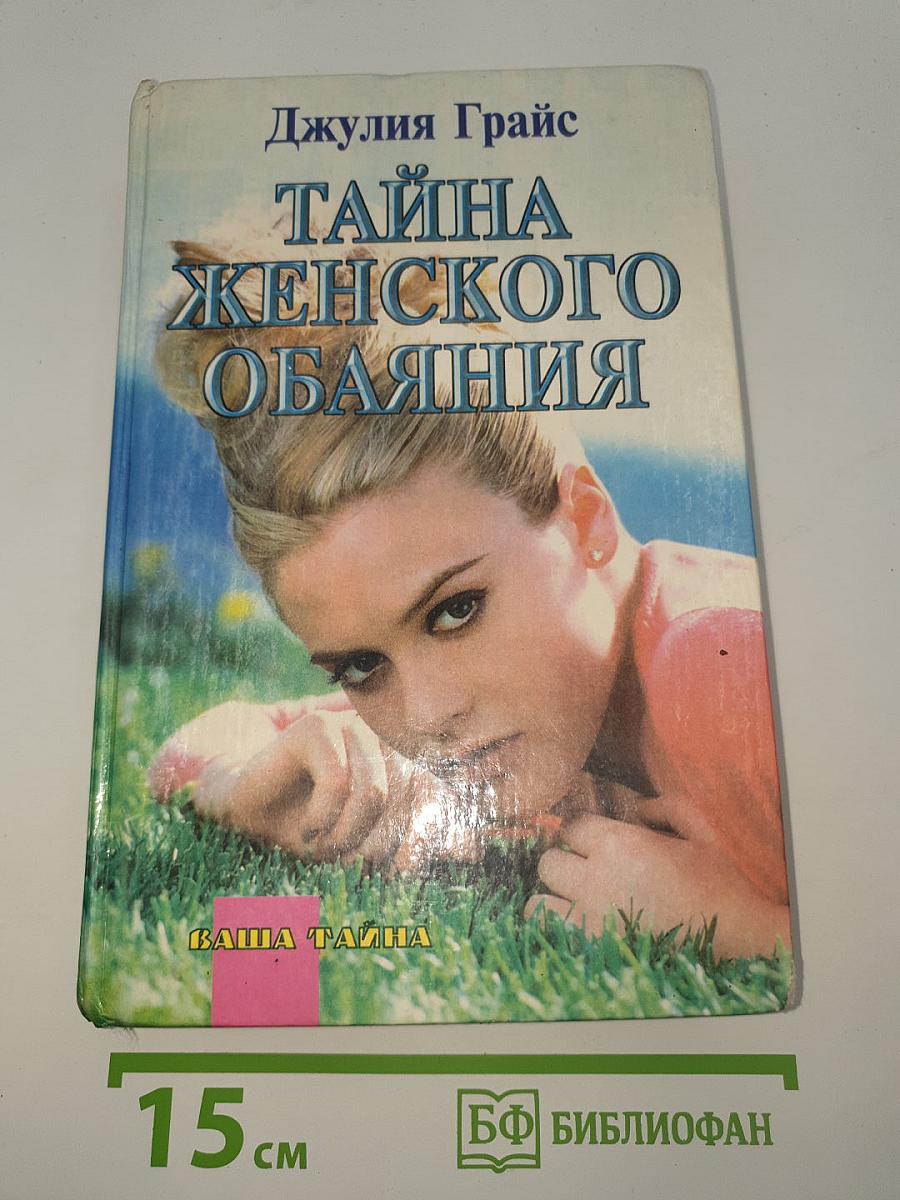 Джулия Грайс
ТАЙНА
ЖЕНСКОГО
ОБАЯНИЯ
ВАША ТАЙНА
15 см
БФ БИБЛИОФАН